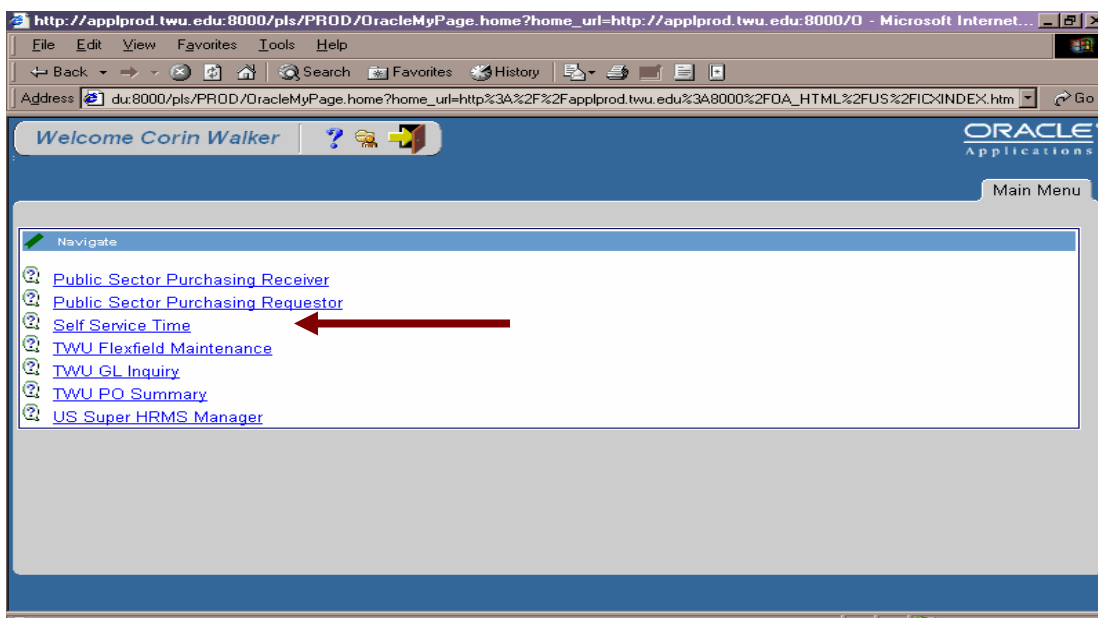 http://applprod.twu.edu:8000/pls/PROD/OracleMyPage.home?home_url=http://applprod.twu.edu:8000/O - Microsoft Internet...
File Edit View Favorites Tools Help
Back Search Favorites History
Address du:8000/pls/PROD/OracleMyPage.home?home_url=http%3A%2F%2Fapplprod.twu.edu%3A8000%2FOA_HTML%2FUS%2FICXINDEX.htm Go
Welcome Corin Walker
ORACLE
Applications
Main Menu
Navigate
Public Sector Purchasing Receiver
Public Sector Purchasing Requestor
Self Service Time
TWU Flexfield Maintenance
TWU GL Inquiry
TWU PO Summary
US Super HRMS Manager